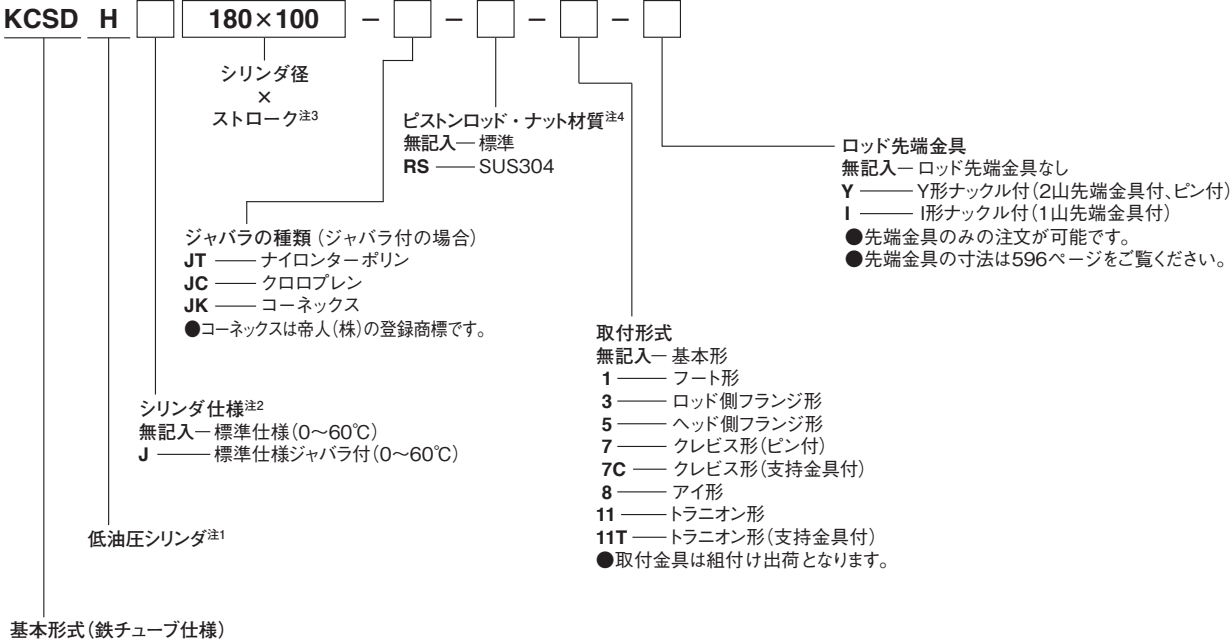 KCSD H 180×100 - - - -
シリンダ径
×
ストローク注3
ピストンロッド・ナット材質注4
無記入―標準
RS ―― SUS304
ロッド先端金具
無記入―ロッド先端金具なし
Y ――― Y形ナックル付(2山先端金具付、ピン付)
I ――― I形ナックル付(1山先端金具付)
●先端金具のみの注文が可能です。
●先端金具の寸法は596ページをご覧ください。
ジャバラの種類(ジャバラ付の場合)
JT ―― ナイロンターポリン
JC ―― クロロプレン
JK ―― コーネックス
●コーネックスは帝人(株)の登録商標です。
取付形式
無記入―基本形
1 ――― フート形
3 ――― ロッド側フランジ形
5 ――― ヘッド側フランジ形
7 ――― クレビス形(ピン付)
7C ―― クレビス形(支持金具付)
8 ――― アイ形
11 ―― トラニオン形
11T ―― トラニオン形(支持金具付)
●取付金具は組付け出荷となります。
シリンダ仕様注2
無記入―標準仕様(0~60℃)
J ――― 標準仕様ジャバラ付(0~60℃)
低油圧シリンダ注1
基本形式(鉄チューブ仕様)